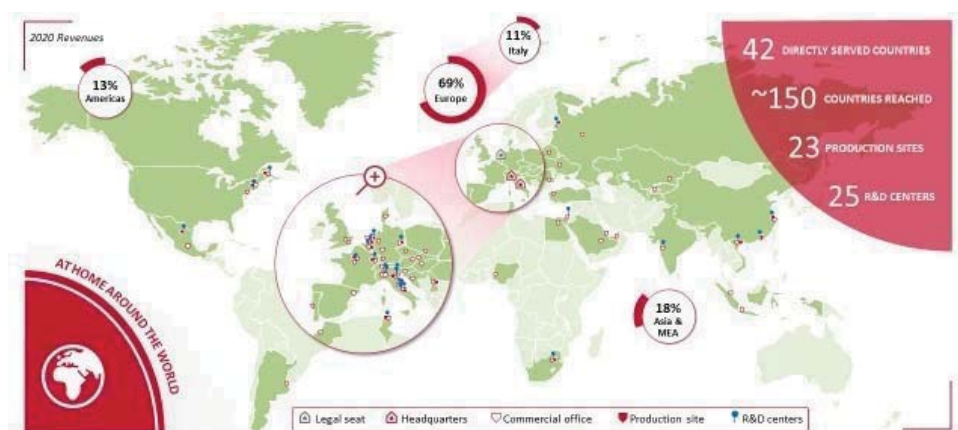 2020 Revenues
13%
Americas
11%
Italy
69%
Europe
42 DIRECTLY SERVED COUNTRIES
~150 COUNTRIES REACHED
23 PRODUCTION SITES
25 R&D CENTERS
18%
Asia &
MEA
AT HOME AROUND THE WORLD
Legal seat
Headquarters
Commercial office
Production site
R&D centers